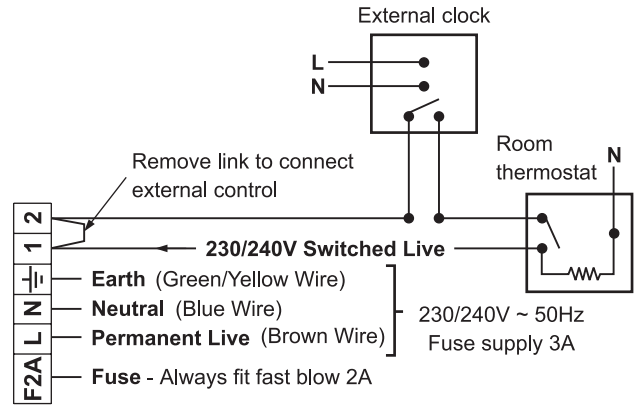 External clock
L
N
Room
thermostat
N
Remove link to connect
external control
2
1
230/240V Switched Live
Earth (Green/Yellow Wire)
N
Neutral (Blue Wire)
L
Permanent Live (Brown Wire)
230/240V ~ 50Hz
Fuse supply 3A
F2A
Fuse - Always fit fast blow 2A